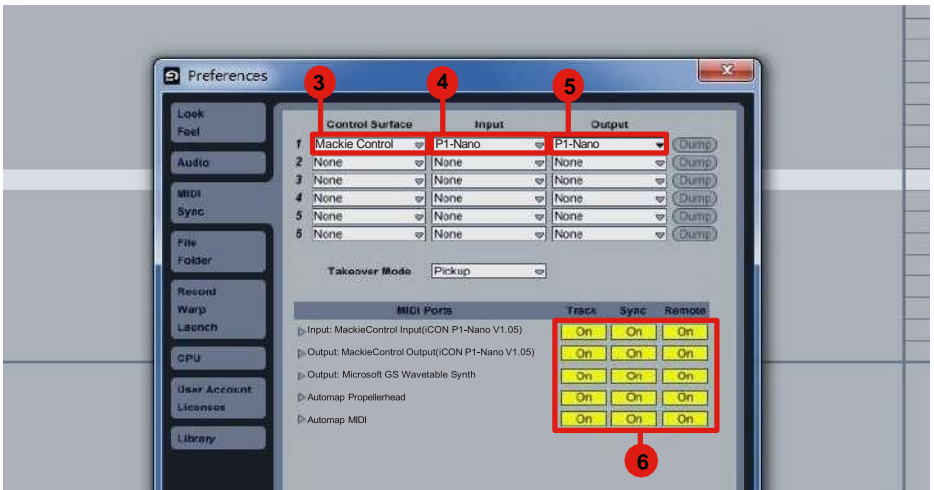 Preferences
3
4
5
Look
Feel
Audio
MIDI
Sync
File
Folder
Record
Warp
Launch
CPU
User Account
Licenses
Library
Control Surface Input Output
1 Mackie Control P1-Nano P1-Nano Dump
2 None None None Dump
3 None None None Dump
4 None None None Dump
5 None None None Dump
6 None None None Dump
Takeover Mode Pickup
MIDI Ports Track Sync Remote
Input: MackieControl Input(iCON P1-Nano V1.05) On On On
Output: MackieControl Output(iCON P1-Nano V1.05) On On On
Output: Microsoft GS Wavetable Synth On On On
Automap Propellerhead On On On
Automap MIDI On On On
6